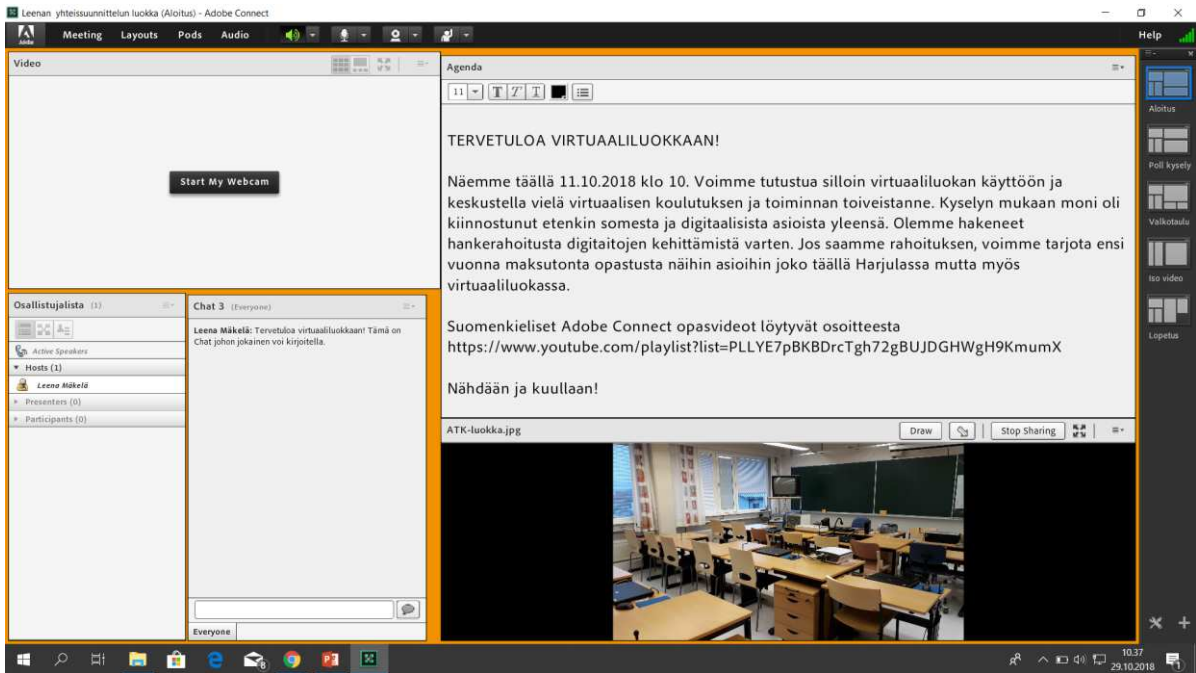 Leenan yhteissuunnittelun luokka (Aloitus) - Adobe Connect
Adobe
Meeting Layouts Pods Audio
Help
Video
Start My Webcam
Osallistujalista (1)
Active Speakers
Hosts (1)
Leena Mäkelä
Presenters (0)
Participants (0)
Chat 3 (Everyone)
Leena Mäkelä: Tervetuloa virtuaaliluokkaan! Tämä on
Chat johon jokainen voi kirjoitella.
Everyone
Agenda
11 T T T
TERVETULOA VIRTUAALILUOKKAAN!
Näemme täällä 11.10.2018 klo 10. Voimme tutustua silloin virtuaaliluokan käyttöön ja
keskustella vielä virtuaalisen koulutuksen ja toiminnan toiveistanne. Kyselyn mukaan moni oli
kiinnostunut etenkin somesta ja digitaalisista asioista yleensä. Olemme hakeneet
hankerahoitusta digitaitojen kehittämistä varten. Jos saamme rahoituksen, voimme tarjota ensi
vuonna maksutonta opastusta näihin asioihin joko täällä Harjulassa mutta myös
virtuaaliluokassa.
Suomenkieliset Adobe Connect opasvideot löytyvät osoitteesta
https://www.youtube.com/playlist?list=PLLYE7pBKBDrcTgh72gBUJDGHWgH9KmumX
Nähdään ja kuullaan!
ATK-luokka.jpg
Draw
Stop Sharing
Aloitus
Poll kysely
Valkotaulu
Iso video
Lopetus
10.37
29.10.2018